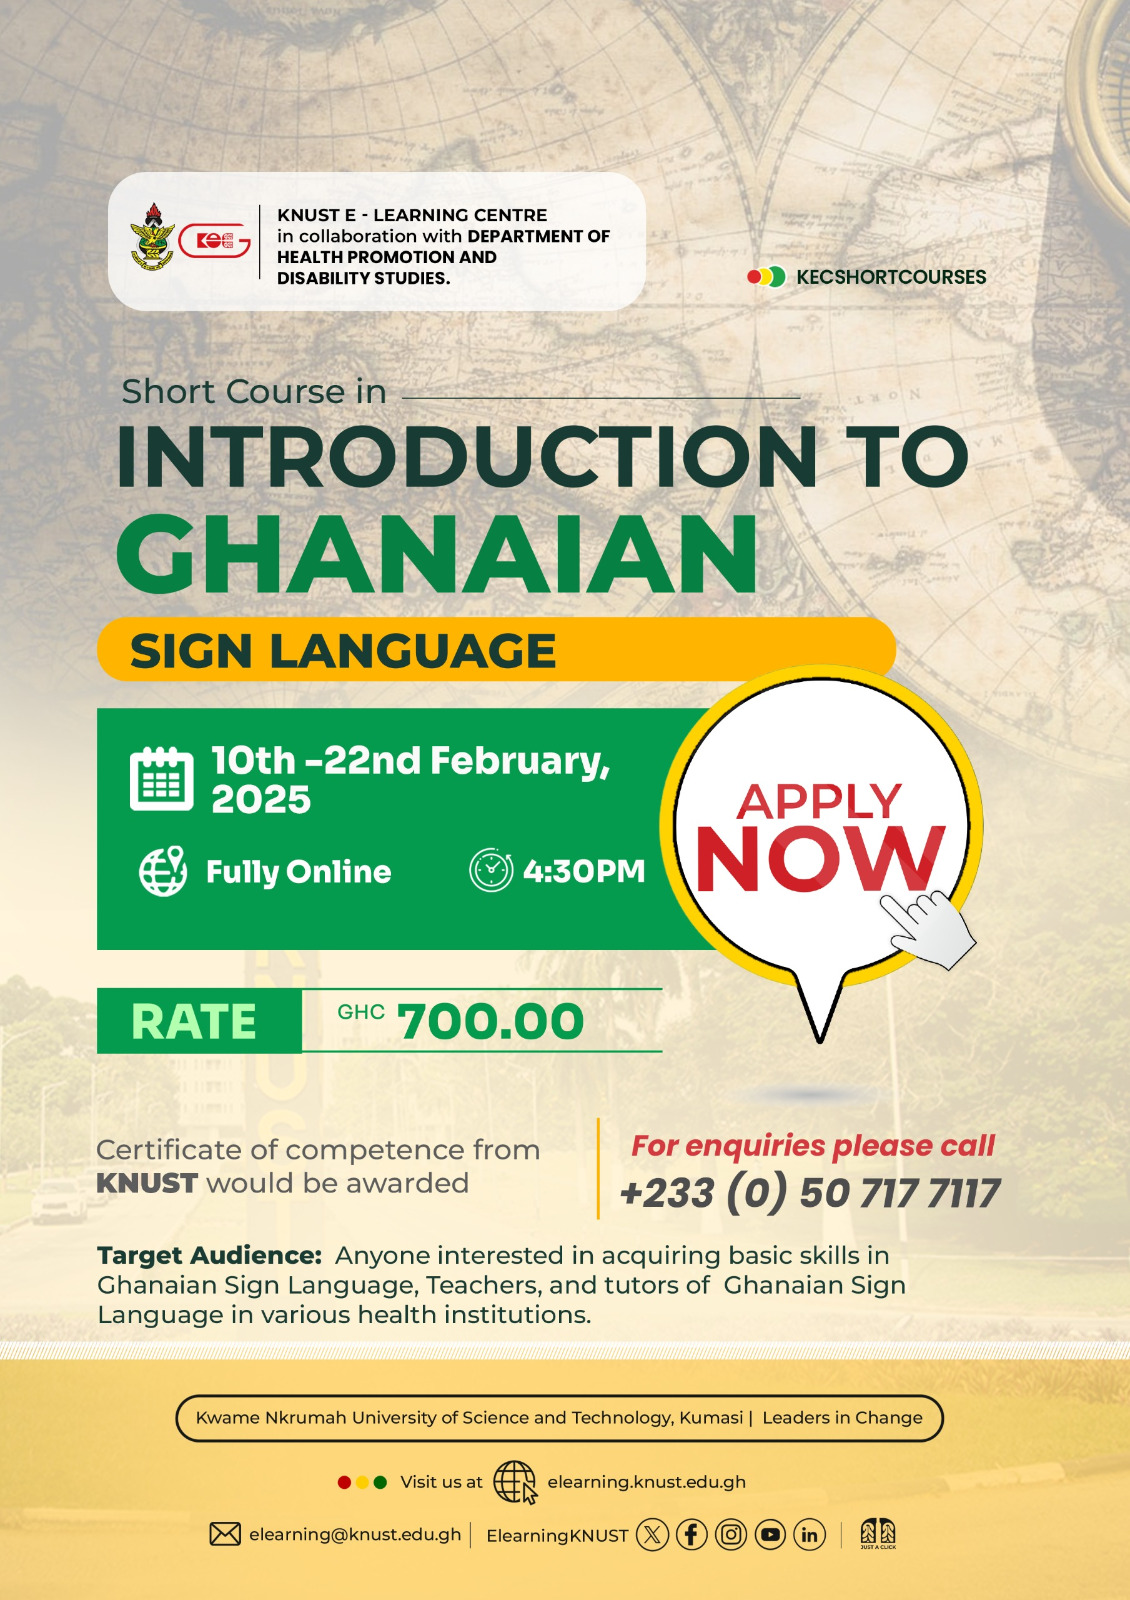 KNUST E - LEARNING CENTRE
in collaboration with DEPARTMENT OF
HEALTH PROMOTION AND
DISABILITY STUDIES.
KECSHORTCOURSES
Short Course in
INTRODUCTION TO
GHANAIAN
SIGN LANGUAGE
10th –22nd February,
2025
Fully Online
4:30PM
APPLY
NOW
RATE
GHC 700.00
Certificate of competence from
KNUST would be awarded
For enquiries please call
+233 (0) 50 717 7117
Target Audience: Anyone interested in acquiring basic skills in
Ghanaian Sign Language, Teachers, and tutors of Ghanaian Sign
Language in various health institutions.
Kwame Nkrumah University of Science and Technology, Kumasi | Leaders in Change
Visit us at elearning.knust.edu.gh
elearning@knust.edu.gh | ElearningKNUST
JUST A CLICK